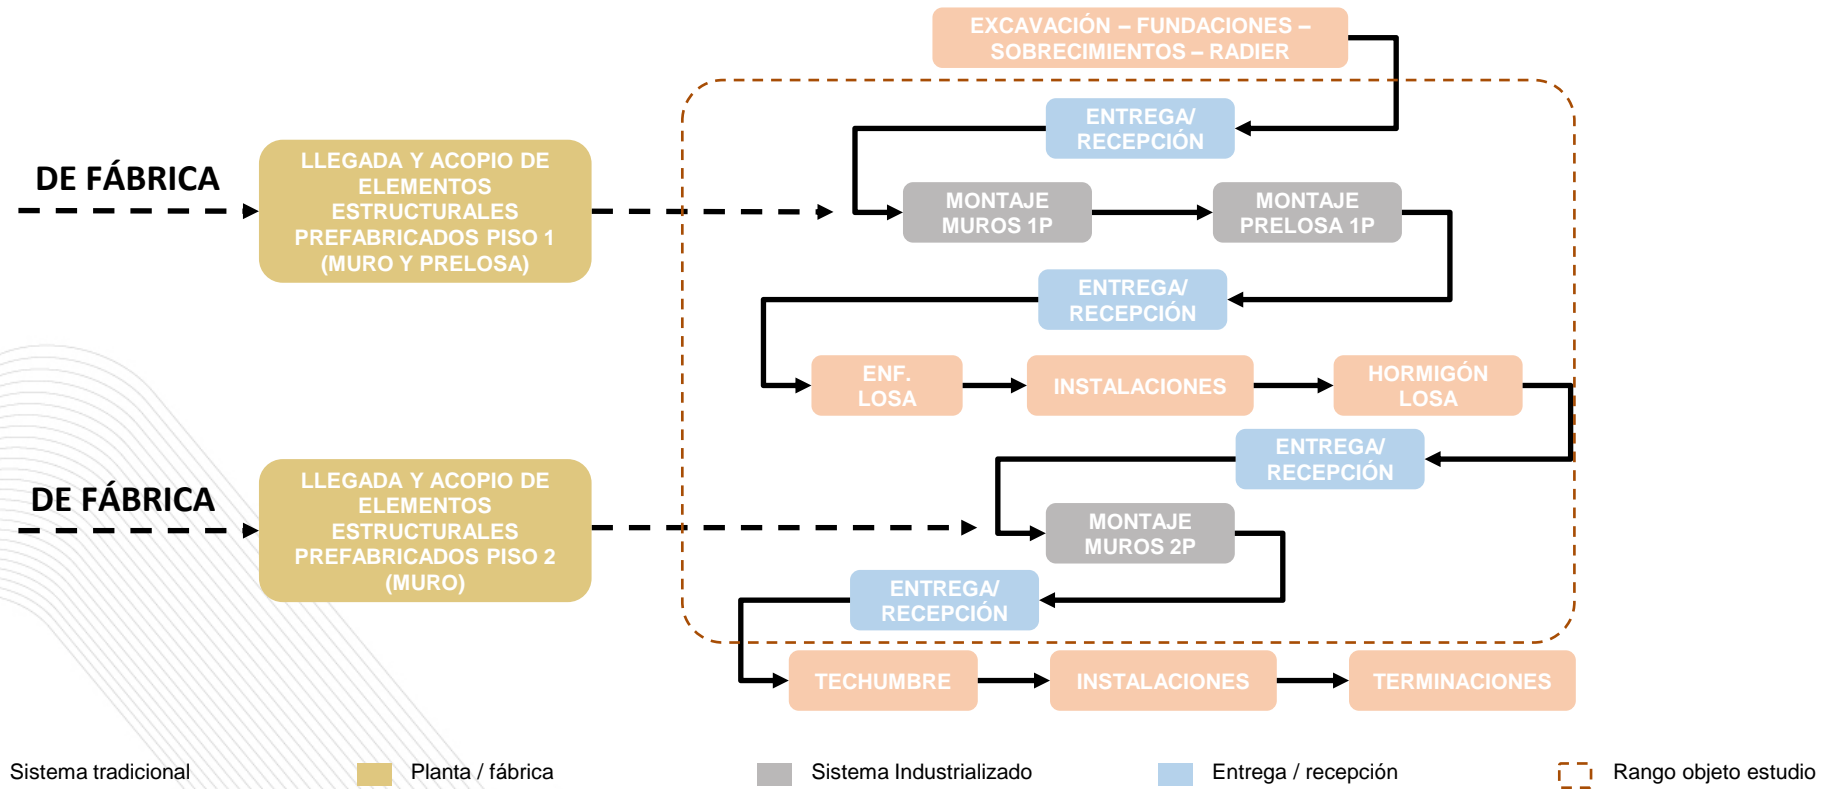 EXCAVACIÓN – FUNDACIONES –
SOBRECIMIENTOS – RADIER
ENTREGA/
RECEPCIÓN
DE FÁBRICA
LLEGADA Y ACOPIO DE
ELEMENTOS
ESTRUCTURALES
PREFABRICADOS PISO 1
(MURO Y PRELOSA)
MONTAJE
MUROS 1P
MONTAJE
PRELOSA 1P
ENTREGA/
RECEPCIÓN
ENF.
LOSA
INSTALACIONES
HORMIGÓN
LOSA
ENTREGA/
RECEPCIÓN
DE FÁBRICA
LLEGADA Y ACOPIO DE
ELEMENTOS
ESTRUCTURALES
PREFABRICADOS PISO 2
(MURO)
MONTAJE
MUROS 2P
ENTREGA/
RECEPCIÓN
TECHUMBRE
INSTALACIONES
TERMINACIONES
Sistema tradicional
Planta / fábrica
Sistema Industrializado
Entrega / recepción
Rango objeto estudio